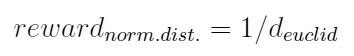 reward_{norm.dist.} = 1/d_{euclid}